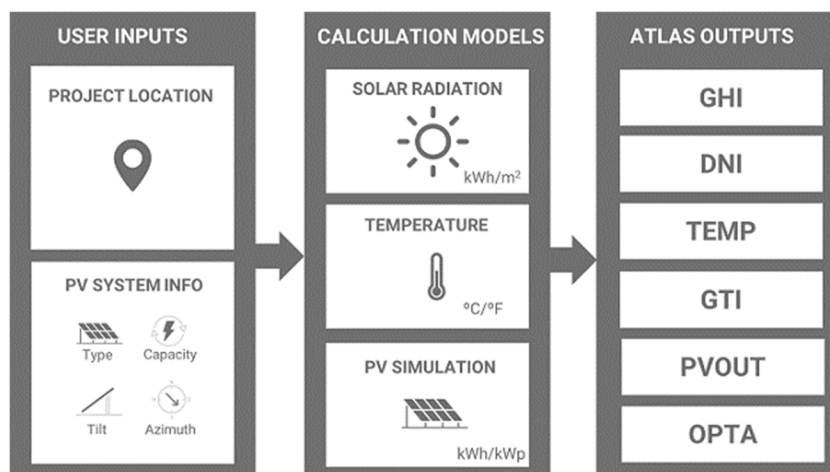 USER INPUTS
PROJECT LOCATION
PV SYSTEM INFO
Type
Capacity
Tilt
Azimuth
CALCULATION MODELS
SOLAR RADIATION
kWh/m²
TEMPERATURE
ºC/ºF
PV SIMULATION
kWh/kWp
ATLAS OUTPUTS
GHI
DNI
TEMP
GTI
PVOUT
OPTA